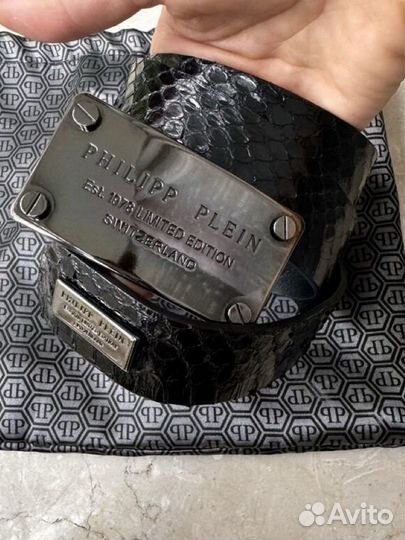 PHILIPP PLEIN
Est. 1978 LIMITED EDITION
SWITZERLAND
PHILIPP PLEIN
Avito